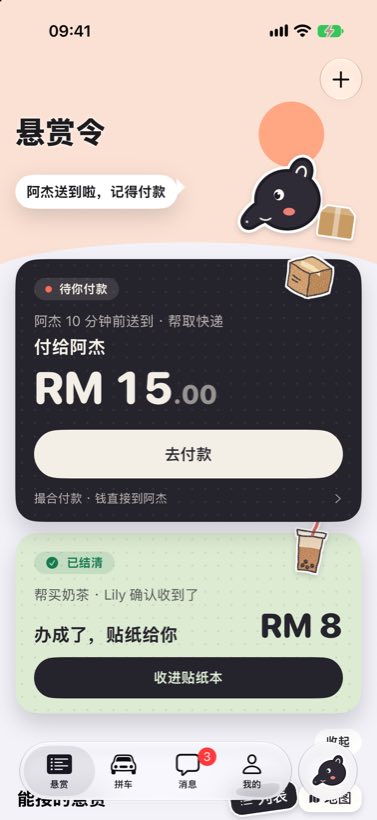 09:41
悬赏令
阿杰送到啦，记得付款
待你付款
阿杰 10 分钟前送到 · 帮取快递
付给阿杰
RM 15.00
去付款
撮合付款 · 钱直接到阿杰
已结清
帮买奶茶 · Lily 确认收到了
办成了，贴纸给你
RM 8
收进贴纸本
收起
能接的悬赏
列表
地图
悬赏
拼车
消息
3
我的